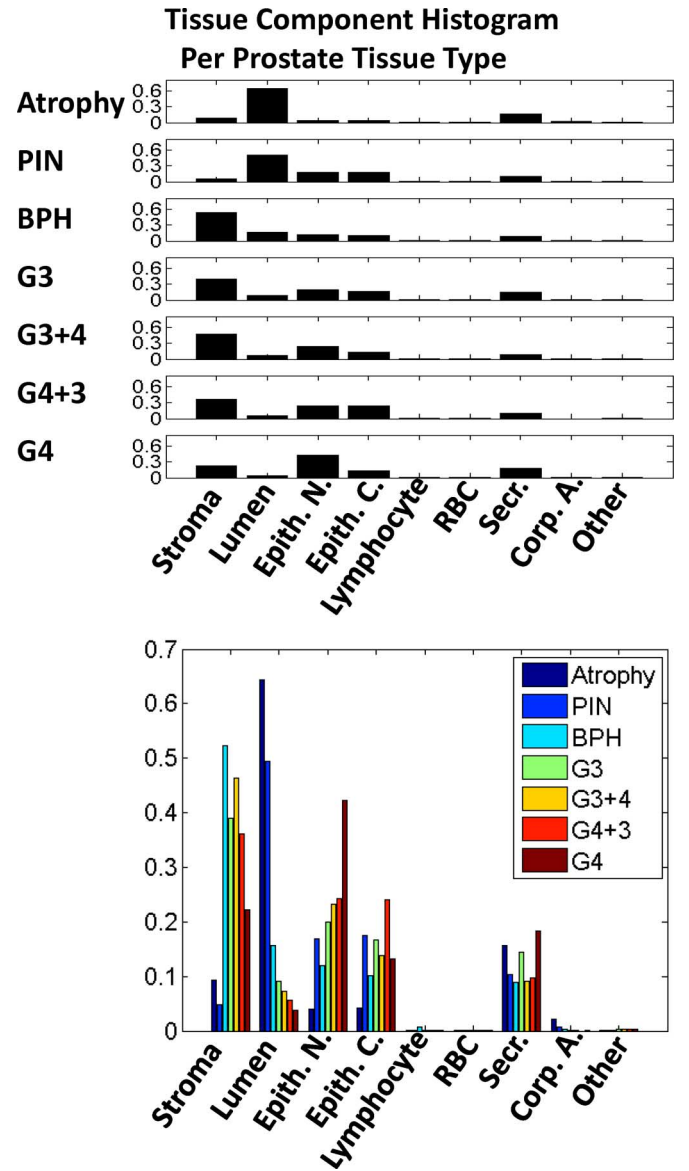 Tissue Component Histogram
Per Prostate Tissue Type
Atrophy
0.6
0.3
0
PIN
0.6
0.3
0
BPH
0.6
0.3
0
G3
0.6
0.3
0
G3+4
0.6
0.3
0
G4+3
0.6
0.3
0
G4
0.6
0.3
0
Stroma
Lumen
Epith. N.
Epith. C.
Lymphocyte
RBC
Secr.
Corp. A.
Other
0.7
0.6
0.5
0.4
0.3
0.2
0.1
0
Atrophy
PIN
BPH
G3
G3+4
G4+3
G4
Stroma
Lumen
Epith. N.
Epith. C.
Lymphocyte
RBC
Secr.
Corp. A.
Other